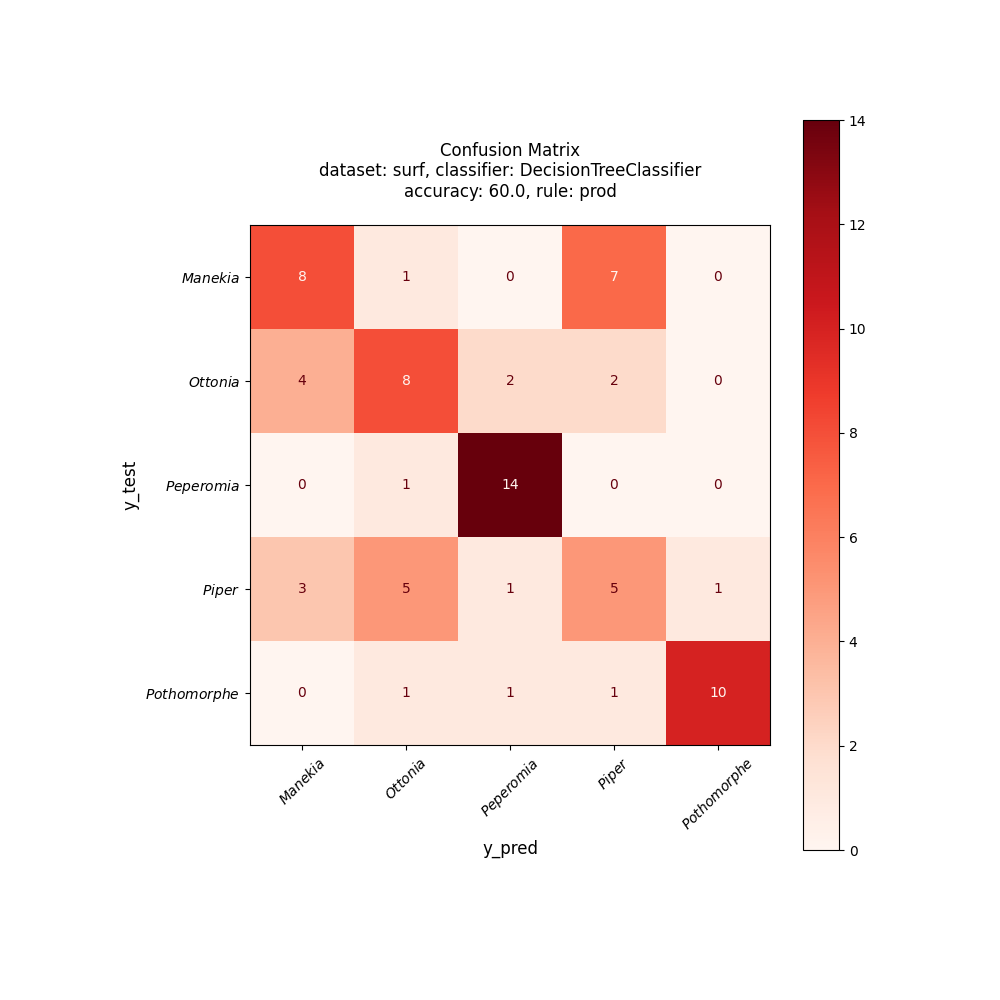 Confusion Matrix
dataset: surf, classifier: DecisionTreeClassifier
accuracy: 60.0, rule: prod
Manekia 8 1 0 7 0
Ottonia 4 8 2 2 0
Peperomia 0 1 14 0 0
Piper 3 5 1 5 1
Pothomorphe 0 1 1 1 10
Manekia Ottonia Peperomia Piper Pothomorphe
y_pred
y_test
14
12
10
8
6
4
2
0